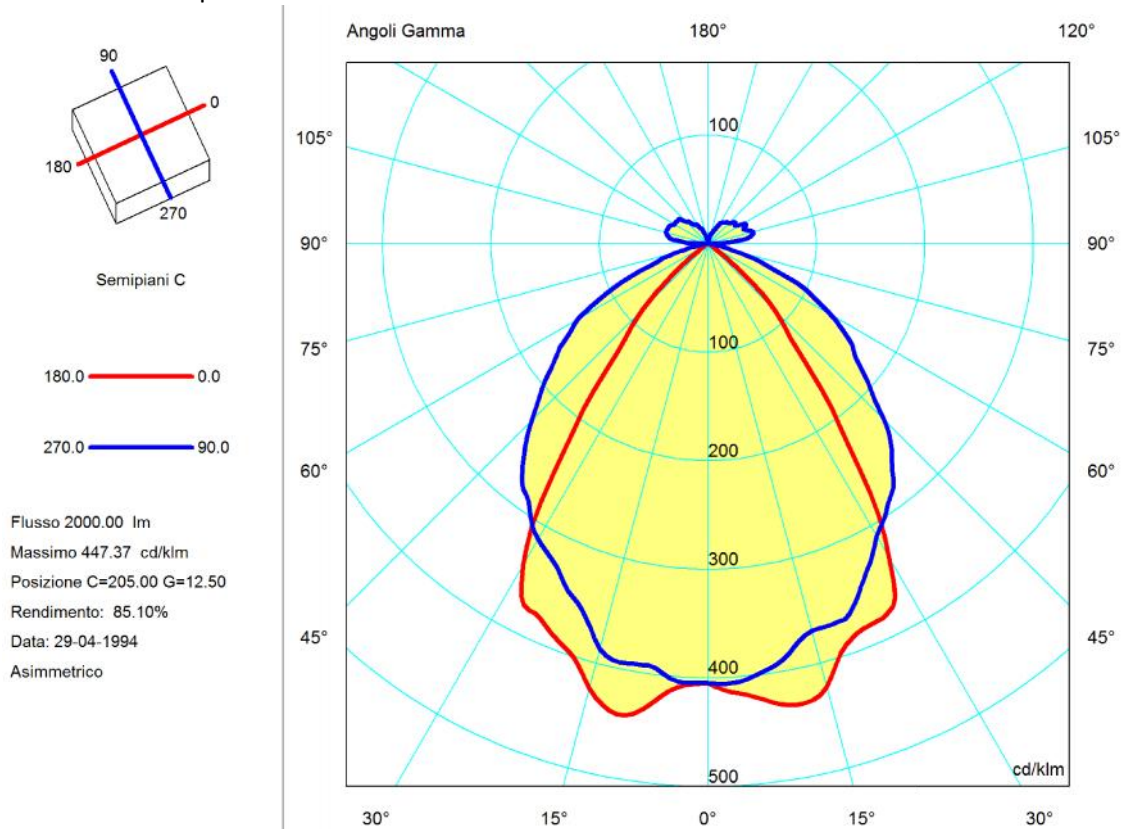 90
0
180
270
Semipiani C
180.0 0.0
270.0 90.0
Flusso 2000.00 lm
Massimo 447.37 cd/klm
Posizione C=205.00 G=12.50
Rendimento: 85.10%
Data: 29-04-1994
Asimmetrico
Angoli Gamma 180° 120°
105° 100 105°
90° 90°
75° 100 75°
200
60° 60°
300
45° 45°
400
500 cd/klm
30° 15° 0° 15° 30°